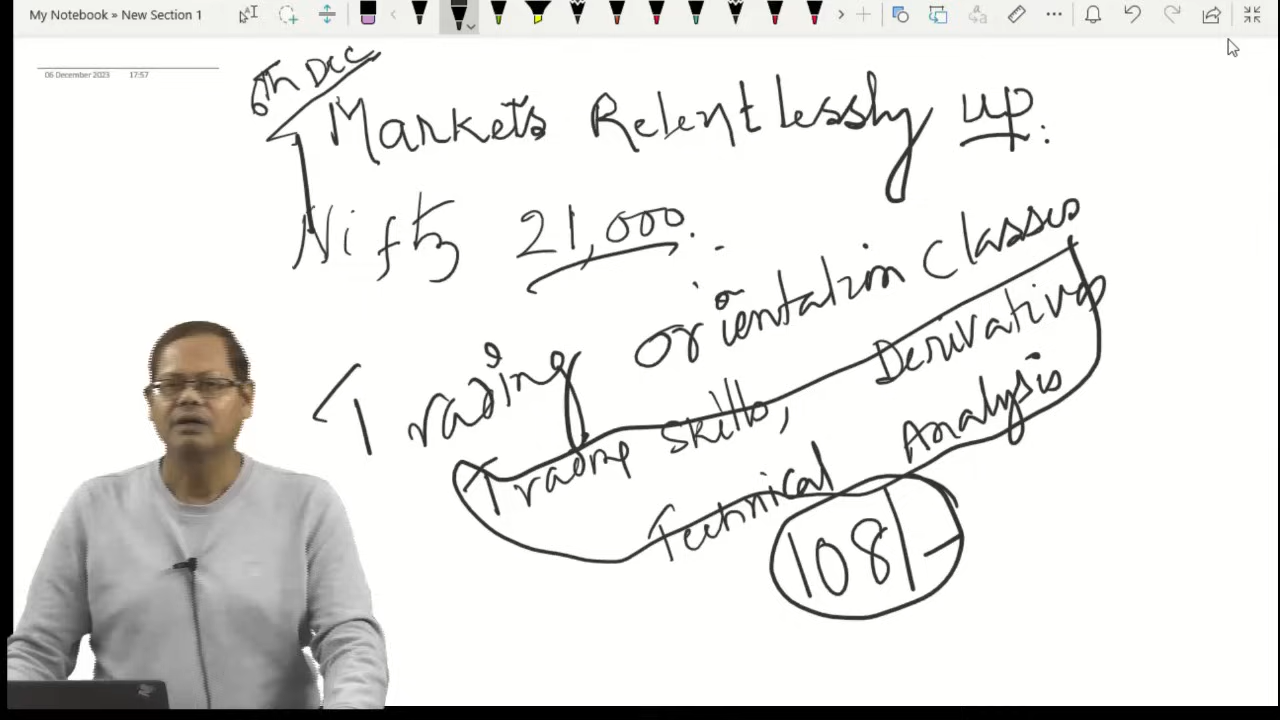 My Notebook » New Section 1
06 December 2023 17:57
6th Dec
Markets Relentlessly up.
Nifty 21,000.
Trading orientation classes
Trading skills, Derivatives
Technical Analysis
108/-